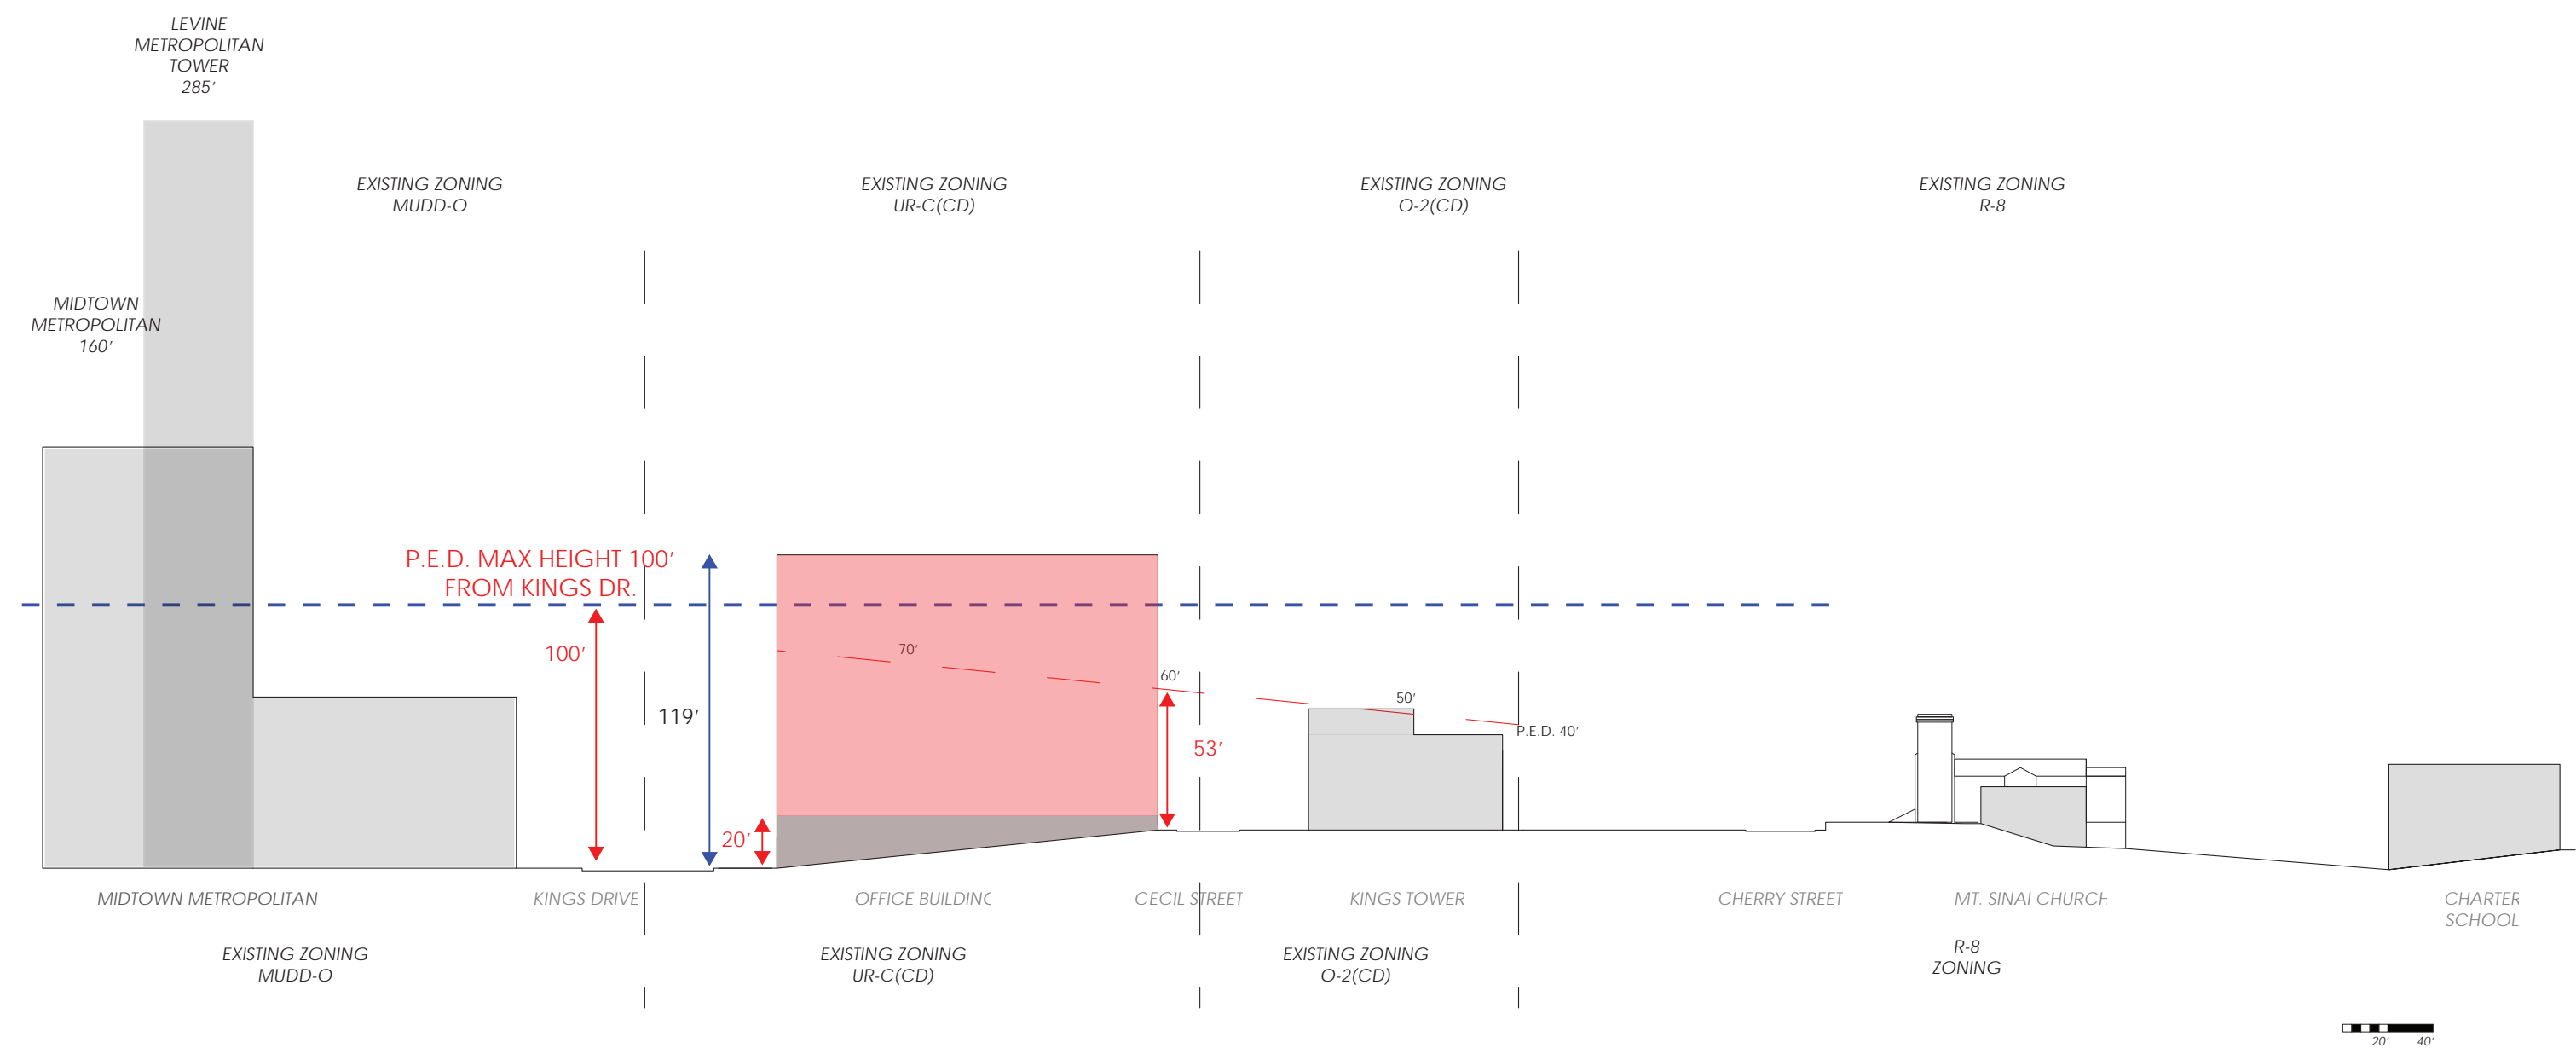 LEVINE
METROPOLITAN
TOWER
285'
EXISTING ZONING
MUDD-O
EXISTING ZONING
UR-C(CD)
EXISTING ZONING
O-2(CD)
EXISTING ZONING
R-8
MIDTOWN
METROPOLITAN
160'
P.E.D. MAX HEIGHT 100'
FROM KINGS DR.
100'
119'
20'
70'
60'
53'
50'
P.E.D. 40'
MIDTOWN METROPOLITAN
KINGS DRIVE
OFFICE BUILDING
CECIL STREET
KINGS TOWER
CHERRY STREET
MT. SINAI CHURCH
CHARTER
SCHOOL
EXISTING ZONING
MUDD-O
EXISTING ZONING
UR-C(CD)
EXISTING ZONING
O-2(CD)
R-8
ZONING
20' 40'